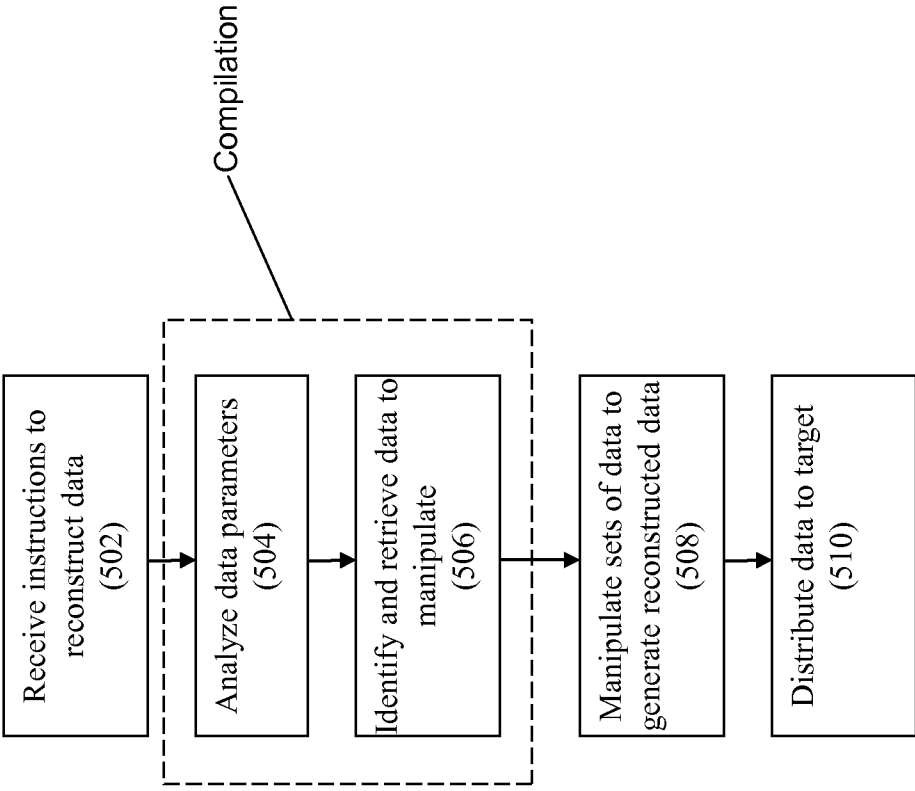 Receive instructions to
reconstruct data
(502)
Analyze data parameters
(504)
Identify and retrieve data to
manipulate
(506)
Manipulate sets of data to
generate reconstructed data
(508)
Distribute data to target
(510)
Compilation